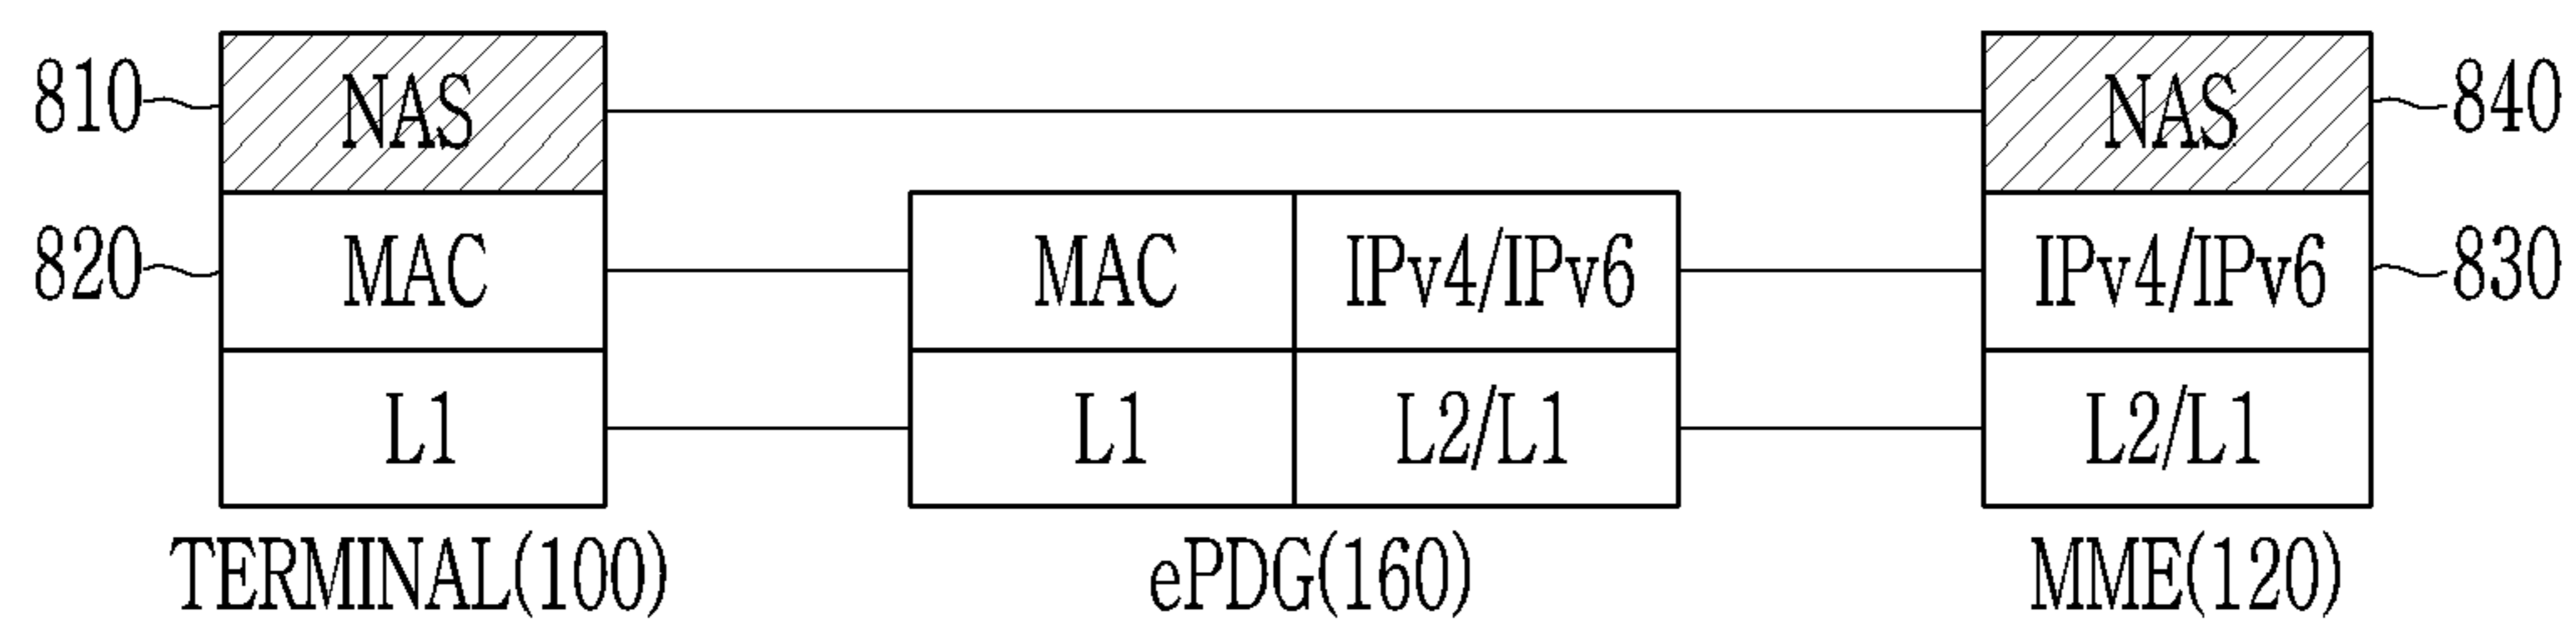 810 NAS NAS 840
820 MAC MAC IPv4/IPv6 IPv4/IPv6 830
L1 L1 L2/L1 L2/L1
TERMINAL(100) ePDG(160) MME(120)